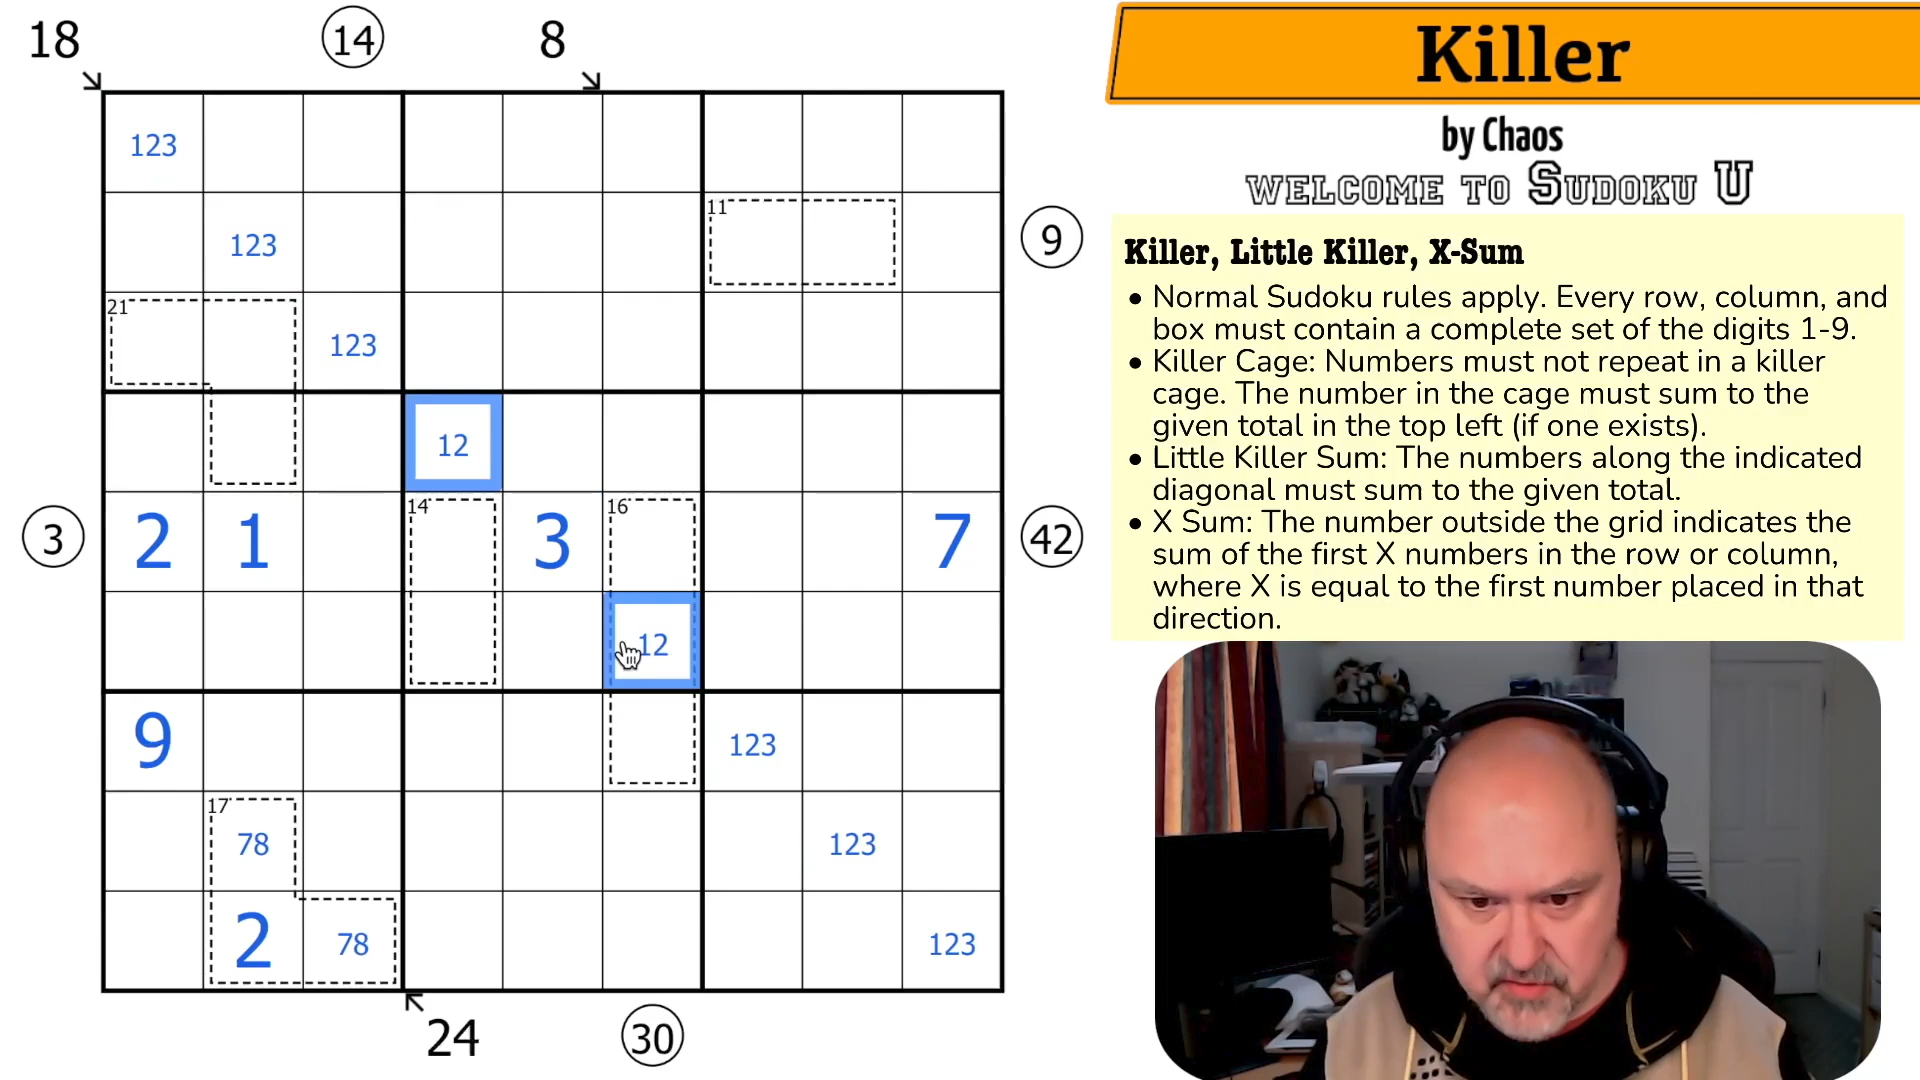 18 14 8
Killer
by Chaos
WELCOME TO SUDOKU U
123
11
123 9
Killer, Little Killer, X-Sum
• Normal Sudoku rules apply. Every row, column, and
box must contain a complete set of the digits 1-9.
• Killer Cage: Numbers must not repeat in a killer
cage. The number in the cage must sum to the
given total in the top left (if one exists).
• Little Killer Sum: The numbers along the indicated
diagonal must sum to the given total.
• X Sum: The number outside the grid indicates the
sum of the first X numbers in the row or column,
where X is equal to the first number placed in that
direction.
21
123
12
14 16
3 2 1 3 7 42
12
9 123
17
78 123
2 78 123
24 30